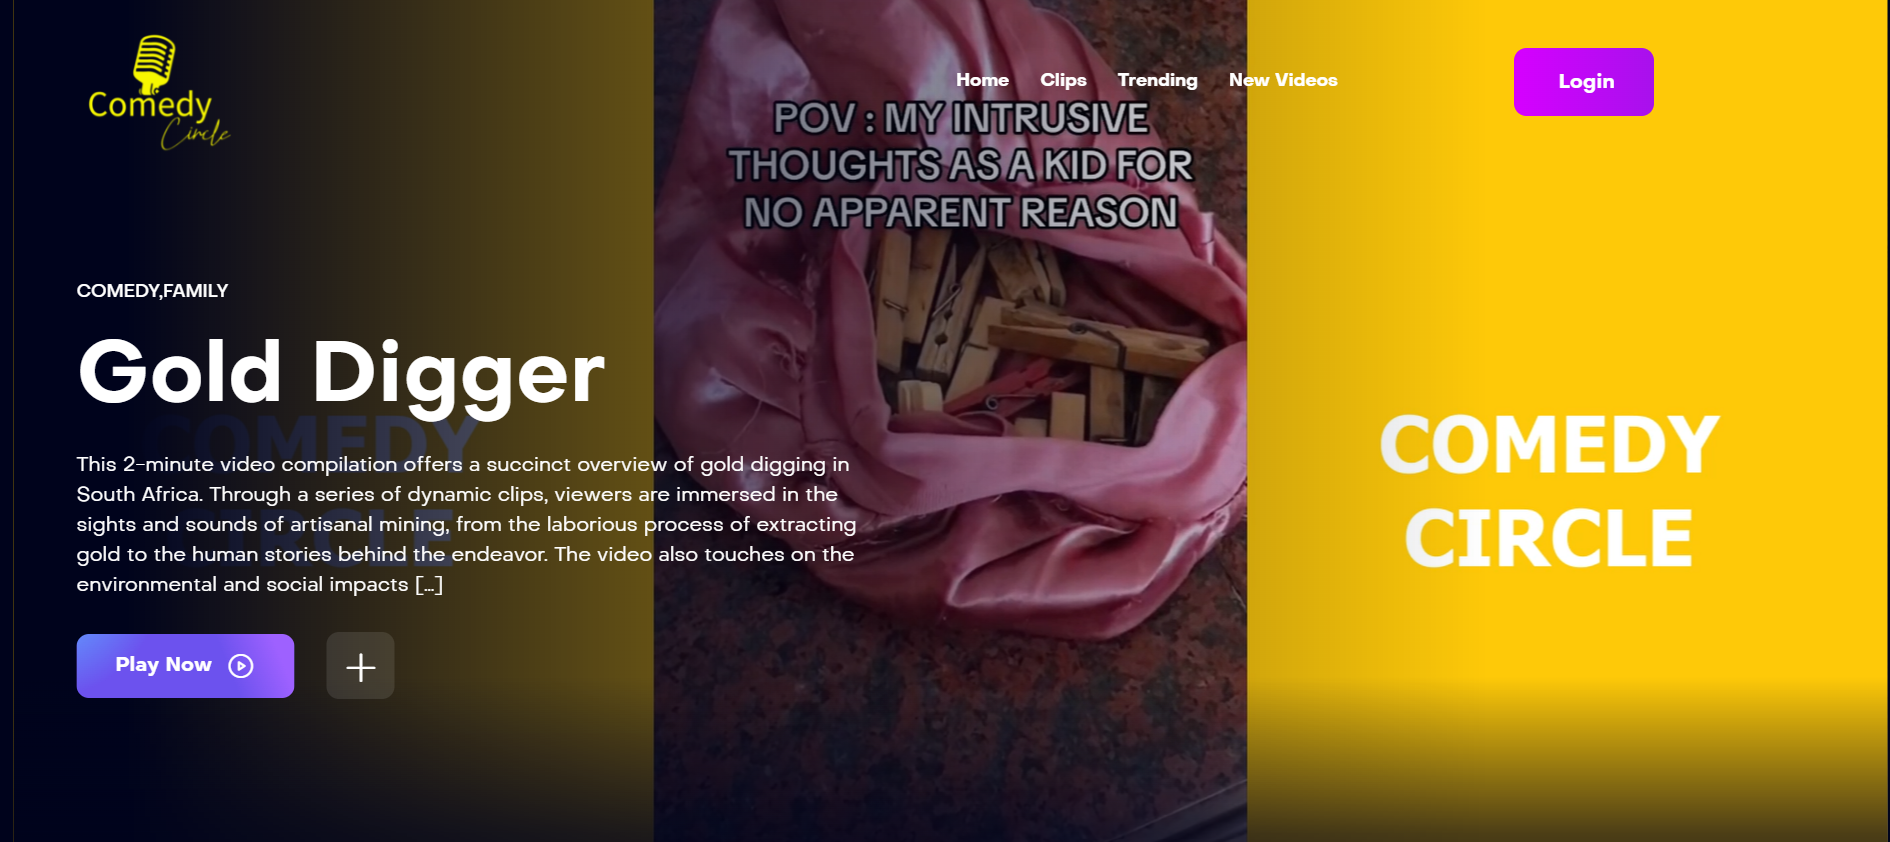 Comedy
Circle
Home Clips Trending New Videos Login
POV : MY INTRUSIVE
THOUGHTS AS A KID FOR
NO APPARENT REASON
COMEDY,FAMILY
Gold Digger
COMEDY
CIRCLE
This 2-minute video compilation offers a succinct overview of gold digging in
South Africa. Through a series of dynamic clips, viewers are immersed in the
sights and sounds of artisanal mining, from the laborious process of extracting
gold to the human stories behind the endeavor. The video also touches on the
environmental and social impacts [...]
Play Now
COMEDY
CIRCLE